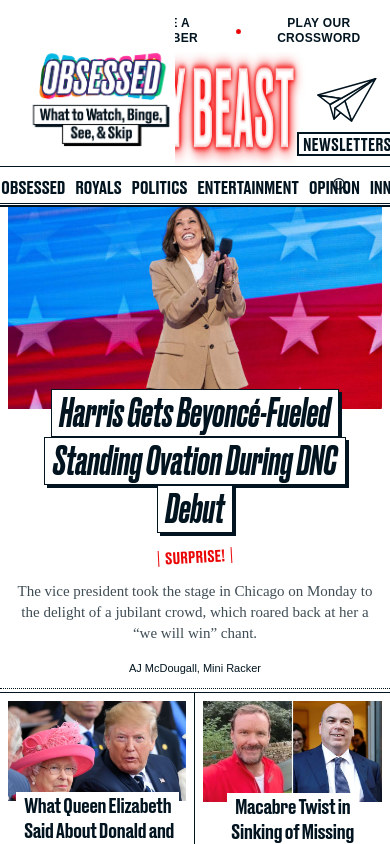 E A
BER
PLAY OUR
CROSSWORD
OBSESSED
What to Watch, Binge,
See, & Skip
Y BEAST
NEWSLETTERS
OBSESSED ROYALS POLITICS ENTERTAINMENT OPINION INN
Harris Gets Beyoncé-Fueled
Standing Ovation During DNC
Debut
SURPRISE!
The vice president took the stage in Chicago on Monday to
the delight of a jubilant crowd, which roared back at her a
“we will win” chant.
AJ McDougall, Mini Racker
What Queen Elizabeth
Said About Donald and
Macabre Twist in
Sinking of Missing